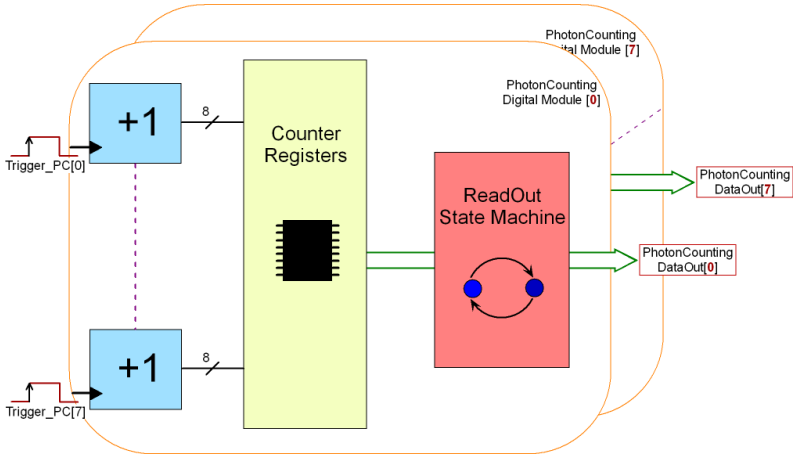 PhotonCounting
Digital Module [7]
PhotonCounting
Digital Module [0]
+1
8
Trigger_PC[0]
Counter
Registers
ReadOut
State Machine
PhotonCounting
DataOut[7]
PhotonCounting
DataOut[0]
+1
8
Trigger_PC[7]